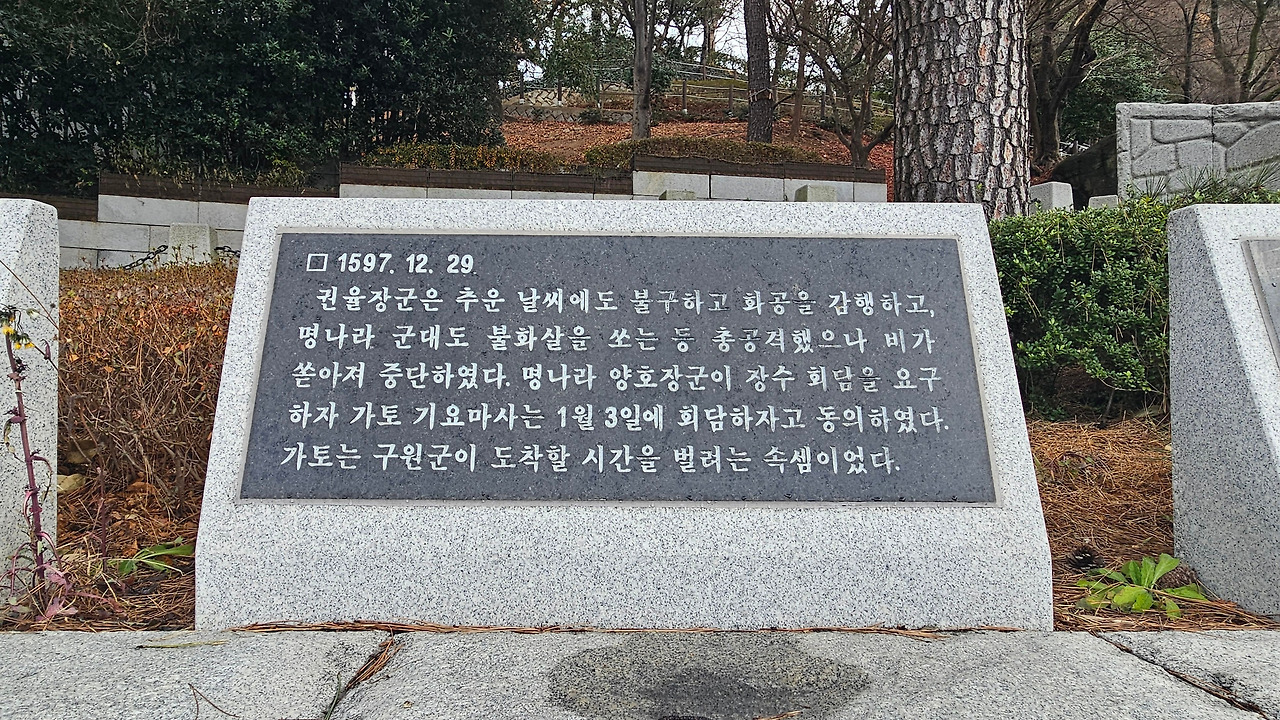 □ 1597. 12. 29
권율장군은 추운 날씨에도 불구하고 화공을 감행하고,
명나라 군대도 불화살을 쏘는 등 총공격했으나 비가
쏟아져 중단하였다. 명나라 양호장군이 장수 회담을 요구
하자 가토 기요마사는 1월 3일에 회담하자고 동의하였다.
가토는 구원군이 도착할 시간을 벌려는 속셈이었다.